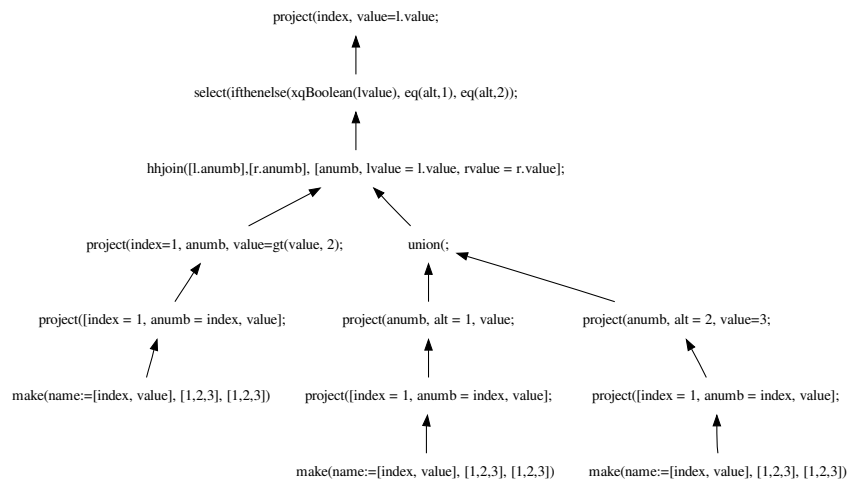 project(index, value=l.value;
select(ifthenelse(xqBoolean(lvalue), eq(alt,1), eq(alt,2));
hhjoin([l.anumb],[r.anumb], [anumb, lvalue = l.value, rvalue = r.value];
project(index=1, anumb, value=gt(value, 2);
union(;
project([index = 1, anumb = index, value];
project(anumb, alt = 1, value;
project(anumb, alt = 2, value=3;
make(name:=[index, value], [1,2,3], [1,2,3])
project([index = 1, anumb = index, value];
project([index = 1, anumb = index, value];
make(name:=[index, value], [1,2,3], [1,2,3])
make(name:=[index, value], [1,2,3], [1,2,3])